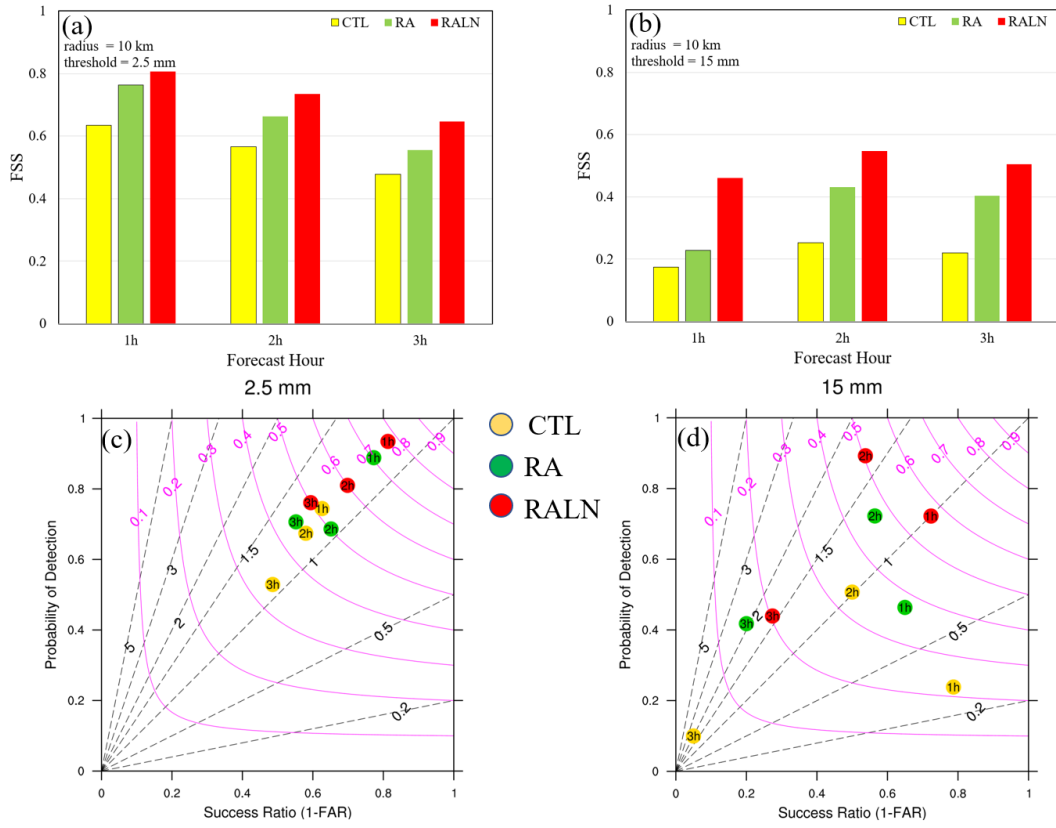 (a)
CTL RA RALN
radius = 10 km
threshold = 2.5 mm
1
0.8
0.6
0.4
0.2
0
FSS
1h 2h 3h
Forecast Hour
(b)
CTL RA RALN
radius = 10 km
threshold = 15 mm
1
0.8
0.6
0.4
0.2
0
FSS
1h 2h 3h
Forecast Hour
2.5 mm
(c)
1
0.8
0.6
0.4
0.2
0
Probability of Detection
0.1 0.2 0.3 0.4 0.5 0.6 0.7 0.8 0.9
5 3 2 1.5 1 0.5 0.2
1h
1h
2h
3h
1h
3h
2h
2h
3h
0 0.2 0.4 0.6 0.8 1
Success Ratio (1-FAR)
CTL
RA
RALN
15 mm
(d)
1
0.8
0.6
0.4
0.2
0
Probability of Detection
0.1 0.2 0.3 0.4 0.5 0.6 0.7 0.8 0.9
5 3 2 1.5 1 0.5 0.2
2h
2h
1h
2h
1h
3h
3h
1h
3h
0 0.2 0.4 0.6 0.8 1
Success Ratio (1-FAR)